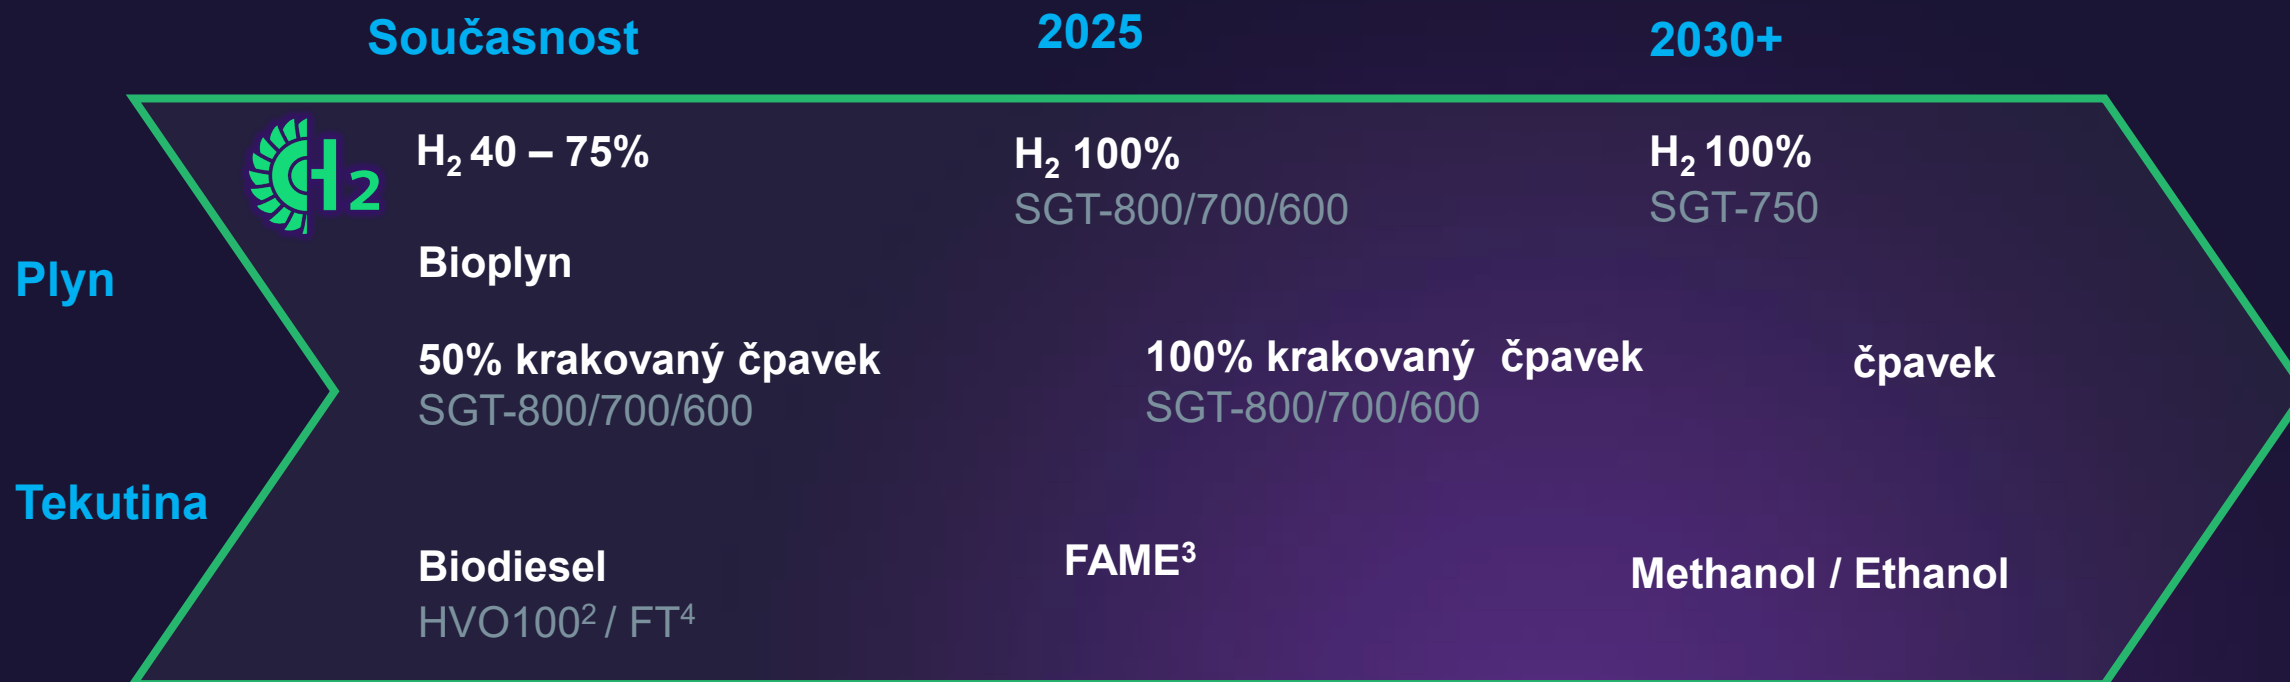 Současnost
2025
2030+
H2
H₂ 40 – 75%
H₂ 100%
SGT-800/700/600
H₂ 100%
SGT-750
Plyn
Bioplyn
50% krakovaný čpavek
SGT-800/700/600
100% krakovaný čpavek
SGT-800/700/600
čpavek
Tekutina
Biodiesel
HVO100² / FT⁴
FAME³
Methanol / Ethanol